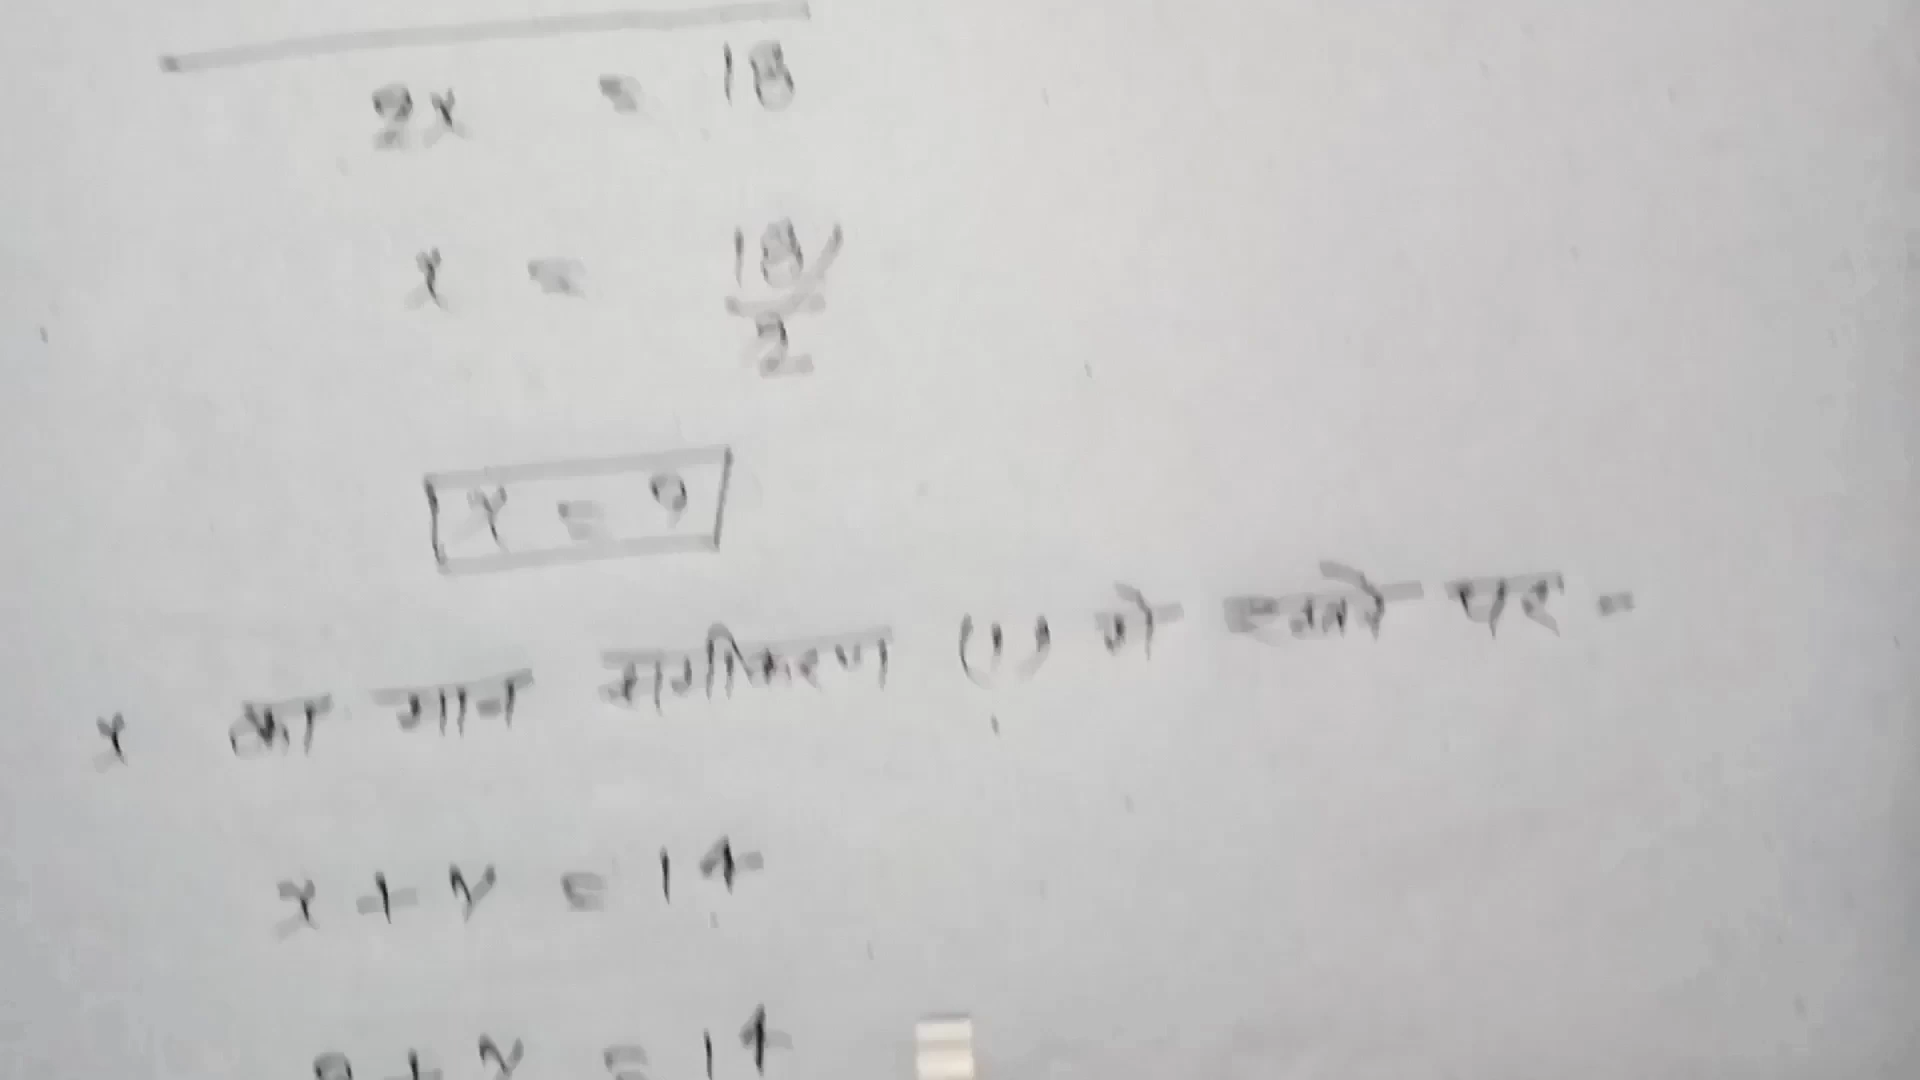 2x = 18
x = 18/2
x = 9
x का मान समीकरण (1) में रखने पर =
x + y = 14
9 + y = 14